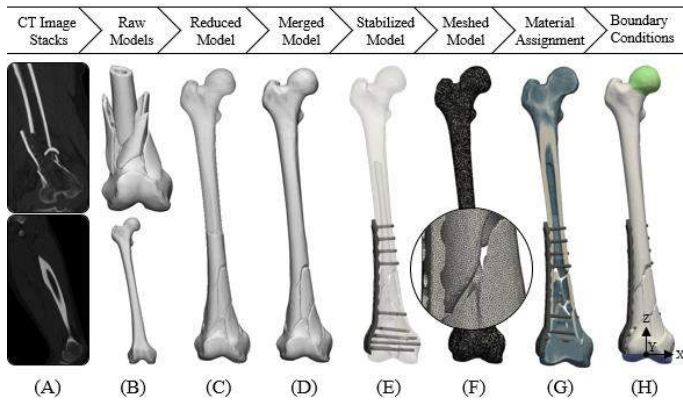 CT Image Stacks
Raw Models
Reduced Model
Merged Model
Stabilized Model
Meshed Model
Material Assignment
Boundary Conditions
Z
Y
X
(A) (B) (C) (D) (E) (F) (G) (H)